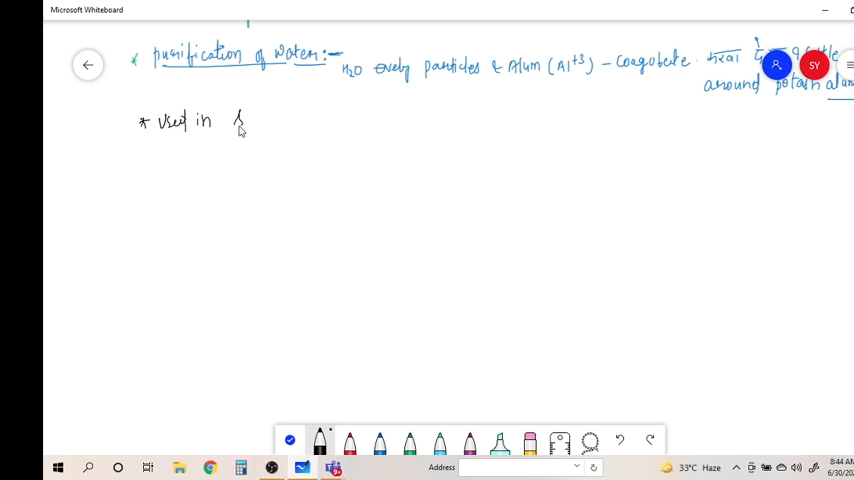 Microsoft Whiteboard
* purification of water:-
H2O particles & Alum (Al+3) - Coagulate.
SY
around potash alum
* Used in
Address
33°C Haze
8:44 AM
6/30/20